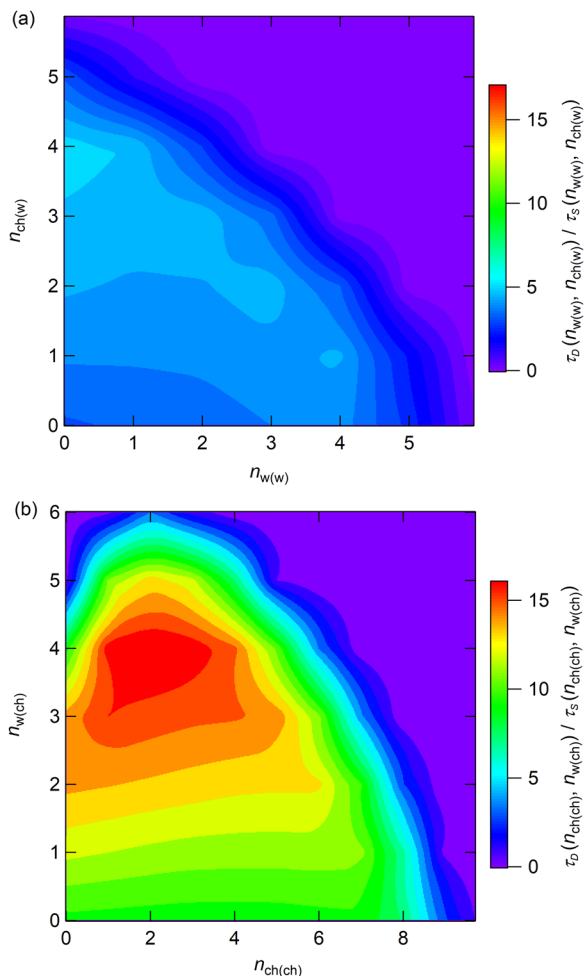 (a)
5
4
3
2
1
0
n_ch(w)
0 1 2 3 4 5
n_w(w)
15
10
5
0
τ_D(n_w(w), n_ch(w)) / τ_S(n_w(w), n_ch(w))
(b)
6
5
4
3
2
1
0
n_w(ch)
0 2 4 6 8
n_ch(ch)
15
10
5
0
τ_D(n_ch(ch), n_w(ch)) / τ_S(n_ch(ch), n_w(ch))